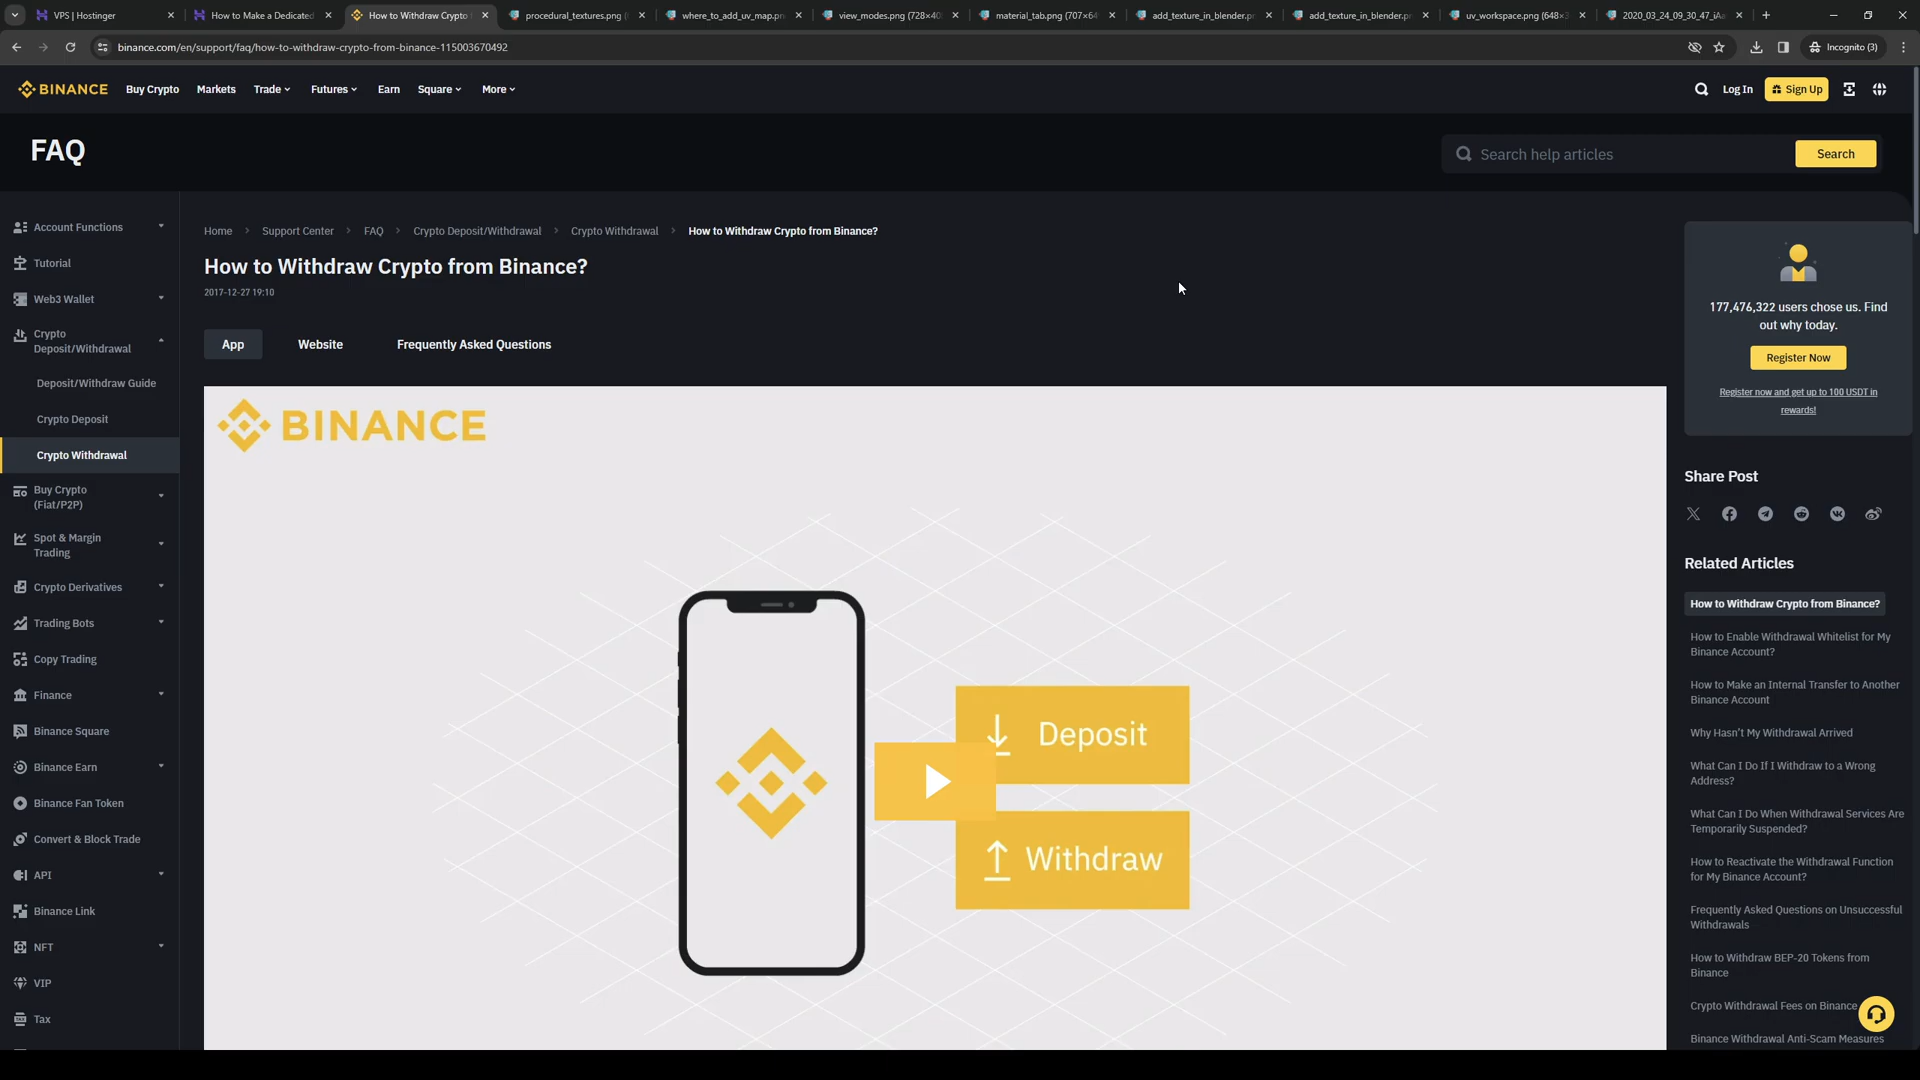 VPS | Hostinger
How to Make a Dedicated
How to Withdraw Crypto
procedural_textures.png (
where_to_add_uv_map.pn
view_modes.png (728×40
material_tab.png (707×64
add_texture_in_blender.pn
add_texture_in_blender.pn
uv_workspace.png (648×3
2020_03_24_09_30_47_iAa
binance.com/en/support/faq/how-to-withdraw-crypto-from-binance-115003670492
Incognito (3)
BINANCE
Buy Crypto
Markets
Trade
Futures
Earn
Square
More
Log In
Sign Up
FAQ
Search help articles
Search
Account Functions
Tutorial
Web3 Wallet
Crypto
Deposit/Withdrawal
Deposit/Withdraw Guide
Crypto Deposit
Crypto Withdrawal
Buy Crypto
(Fiat/P2P)
Spot & Margin
Trading
Crypto Derivatives
Trading Bots
Copy Trading
Finance
Binance Square
Binance Earn
Binance Fan Token
Convert & Block Trade
API
Binance Link
NFT
VIP
Tax
Home > Support Center > FAQ > Crypto Deposit/Withdrawal > Crypto Withdrawal > How to Withdraw Crypto from Binance?
How to Withdraw Crypto from Binance?
2017-12-27 19:10
App
Website
Frequently Asked Questions
BINANCE
Deposit
Withdraw
177,476,322 users chose us. Find
out why today.
Register Now
Register now and get up to 100 USDT in
rewards!
Share Post
Related Articles
How to Withdraw Crypto from Binance?
How to Enable Withdrawal Whitelist for My
Binance Account?
How to Make an Internal Transfer to Another
Binance Account
Why Hasn't My Withdrawal Arrived
What Can I Do If I Withdraw to a Wrong
Address?
What Can I Do When Withdrawal Services Are
Temporarily Suspended?
How to Reactivate the Withdrawal Function
for My Binance Account?
Frequently Asked Questions on Unsuccessful
Withdrawals
How to Withdraw BEP-20 Tokens from
Binance
Crypto Withdrawal Fees on Binance
Binance Withdrawal Anti-Scam Measures